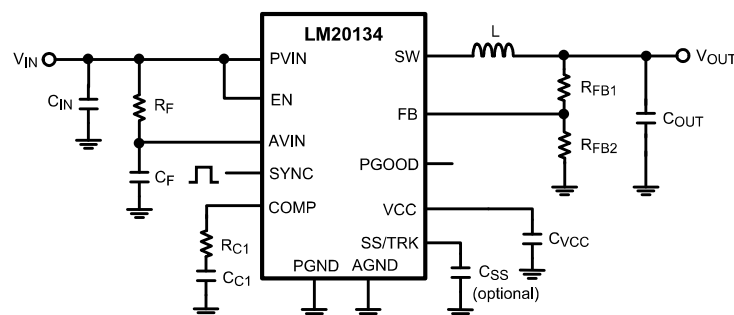 LM20134
VIN
PVIN
SW
L
VOUT
CIN
RF
EN
RFB1
FB
COUT
AVIN
RFB2
CF
SYNC
PGOOD
COMP
VCC
RC1
SS/TRK
CVCC
CC1
PGND
AGND
CSS
(optional)